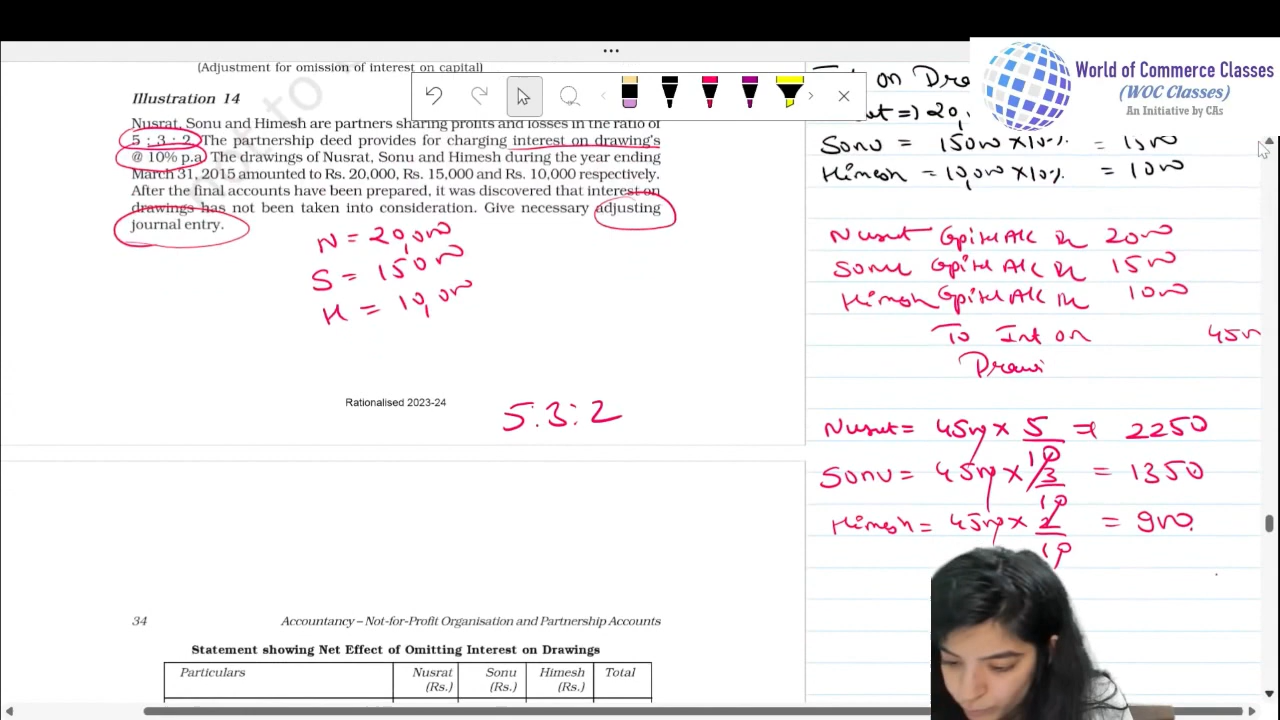 (Adjustment for omission of interest on capital)
Illustration 14
Nusrat, Sonu and Himesh are partners sharing profits and losses in the ratio of
5 : 3 : 2. The partnership deed provides for charging interest on drawing's
@ 10% p.a. The drawings of Nusrat, Sonu and Himesh during the year ending
March 31, 2015 amounted to Rs. 20,000, Rs. 15,000 and Rs. 10,000 respectively.
After the final accounts have been prepared, it was discovered that interest on
drawings has not been taken into consideration. Give necessary adjusting
journal entry.
N = 20,000
S = 15000
H = 10,000
Rationalised 2023-24
5:3:2
34
Accountancy – Not-for-Profit Organisation and Partnership Accounts
Statement showing Net Effect of Omitting Interest on Drawings
Particulars Nusrat Sonu Himesh Total
(Rs.) (Rs.) (Rs.)
World of Commerce Classes
(WOC Classes)
An Initiative by CAs
Int on Draw
=) 20,
Sonu = 15000 x 10% = 1500
Himesh = 10,000 x 10% = 1000
Nusrat Capital A/c Dr 2000
Sonu Capital A/c Dr 1500
Himesh Capital A/c Dr 1000
To Int on 4500
Drawi
Nusrat = 4500 x 5/10 => 2250
Sonu = 4500 x 3/10 = 1350
Himesh = 4500 x 2/10 = 900.